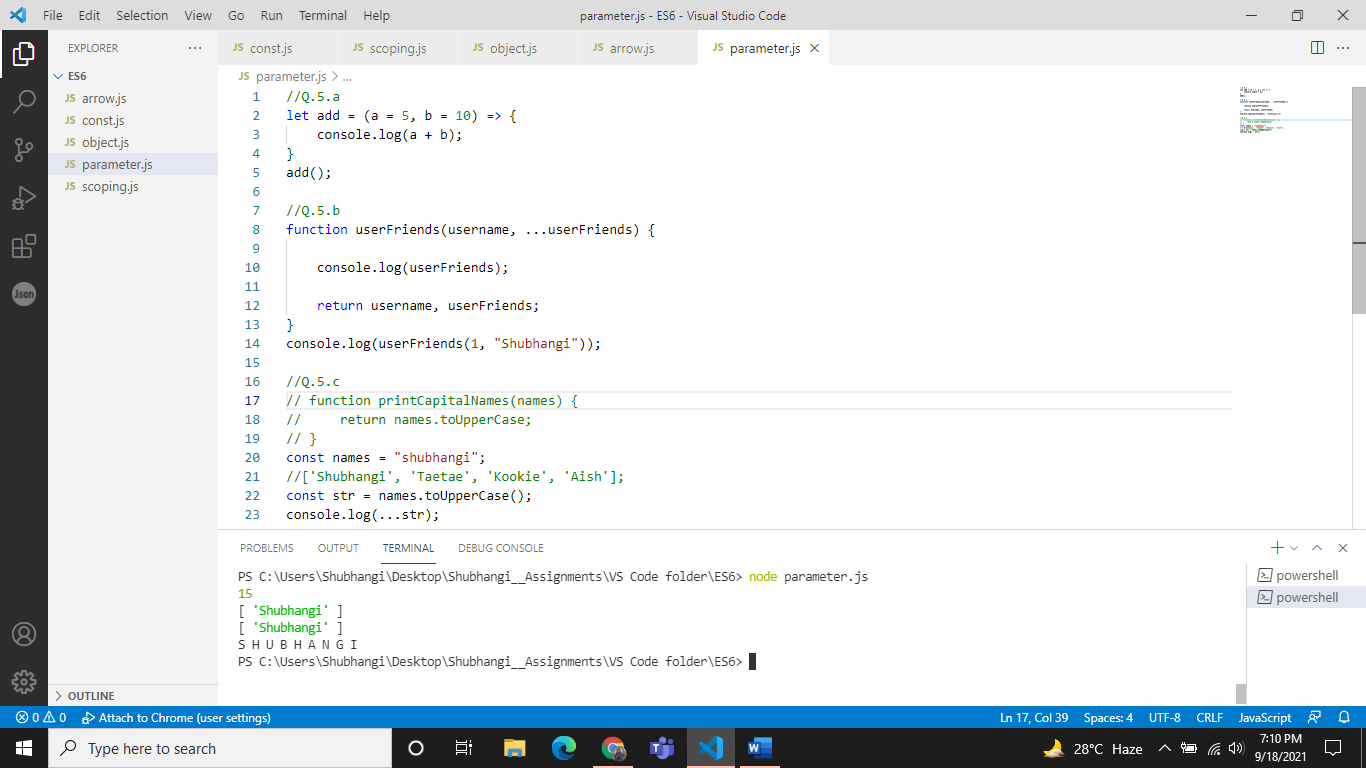 File Edit Selection View Go Run Terminal Help parameter.js - ES6 - Visual Studio Code
EXPLORER
ES6
JS arrow.js
JS const.js
JS object.js
JS parameter.js
JS scoping.js
OUTLINE
Json
JS const.js JS scoping.js JS object.js JS arrow.js JS parameter.js
JS parameter.js > ...
1 //Q.5.a
2 let add = (a = 5, b = 10) => {
3     console.log(a + b);
4 }
5 add();
6
7 //Q.5.b
8 function userFriends(username, ...userFriends) {
9
10     console.log(userFriends);
11
12     return username, userFriends;
13 }
14 console.log(userFriends(1, "Shubhangi"));
15
16 //Q.5.c
17 // function printCapitalNames(names) {
18 //     return names.toUpperCase;
19 // }
20 const names = "shubhangi";
21 //['Shubhangi', 'Taetae', 'Kookie', 'Aish'];
22 const str = names.toUpperCase();
23 console.log(...str);
PROBLEMS OUTPUT TERMINAL DEBUG CONSOLE
PS C:\Users\Shubhangi\Desktop\Shubhangi__Assignments\VS Code folder\ES6> node parameter.js
15
[ 'Shubhangi' ]
[ 'Shubhangi' ]
S H U B H A N G I
PS C:\Users\Shubhangi\Desktop\Shubhangi__Assignments\VS Code folder\ES6>
powershell
powershell
0 0 Attach to Chrome (user settings) Ln 17, Col 39 Spaces: 4 UTF-8 CRLF JavaScript
Type here to search
28°C Haze
7:10 PM
9/18/2021